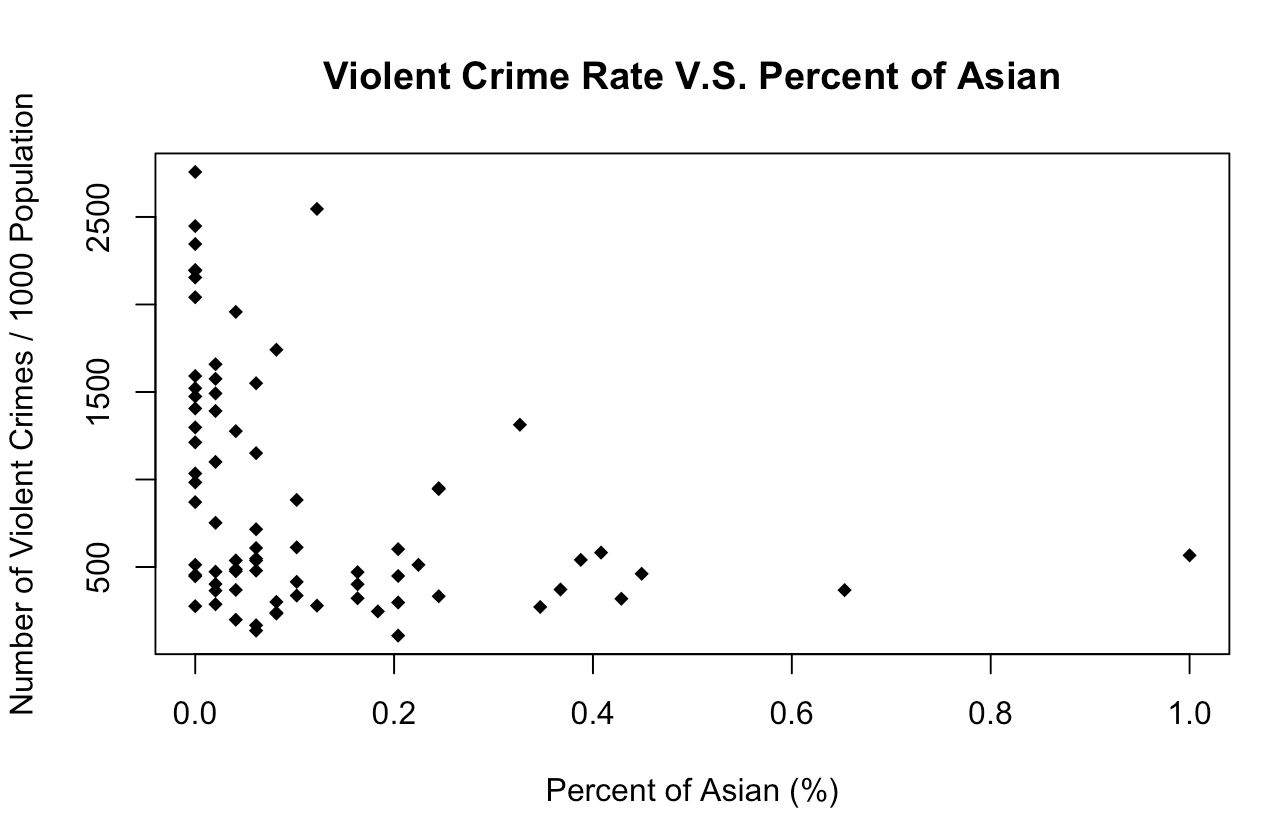 Violent Crime Rate V.S. Percent of Asian
Number of Violent Crimes / 1000 Population
2500
1500
500
0.0 0.2 0.4 0.6 0.8 1.0
Percent of Asian (%)